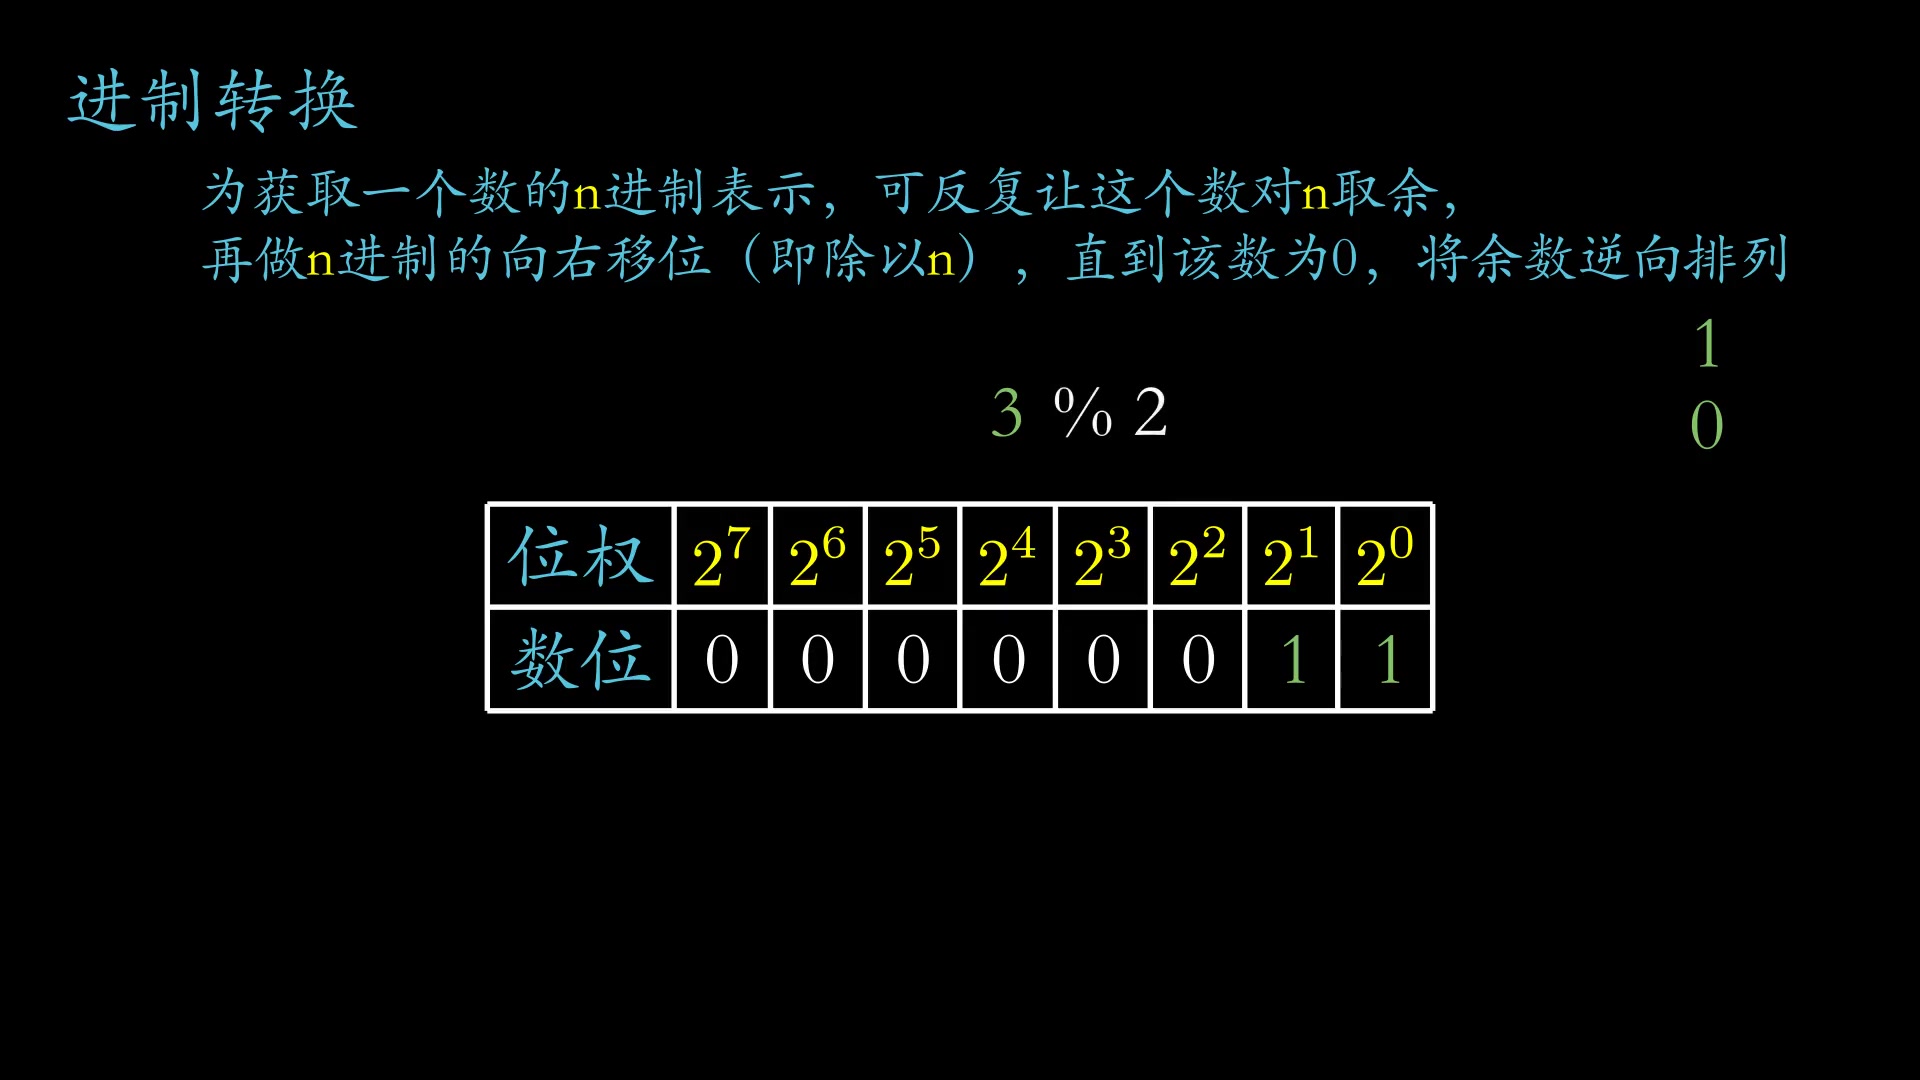 进制转换
为获取一个数的n进制表示，可反复让这个数对n取余，
再做n进制的向右移位（即除以n），直到该数为0，将余数逆向排列
1
3 % 2
0
位权 2^7 2^6 2^5 2^4 2^3 2^2 2^1 2^0
数位 0 0 0 0 0 0 1 1